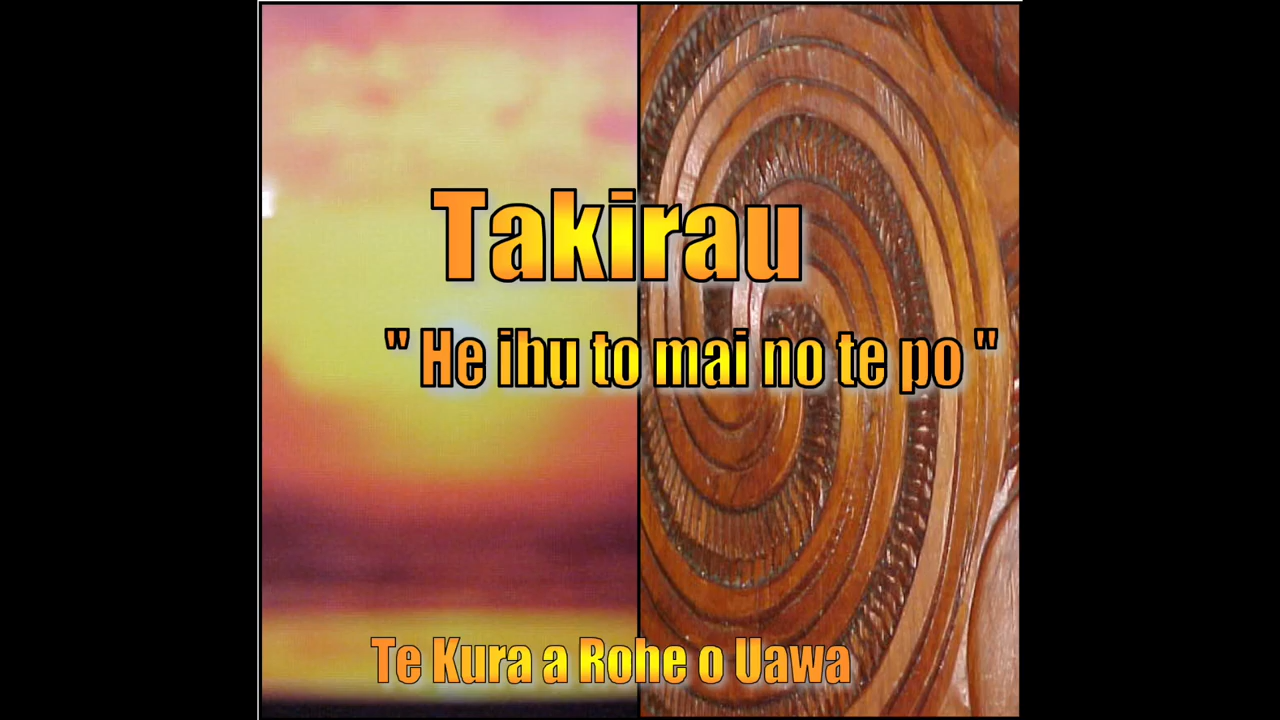 Takirau
" He ihu to mai no te po "
Te Kura a Rohe o Uawa